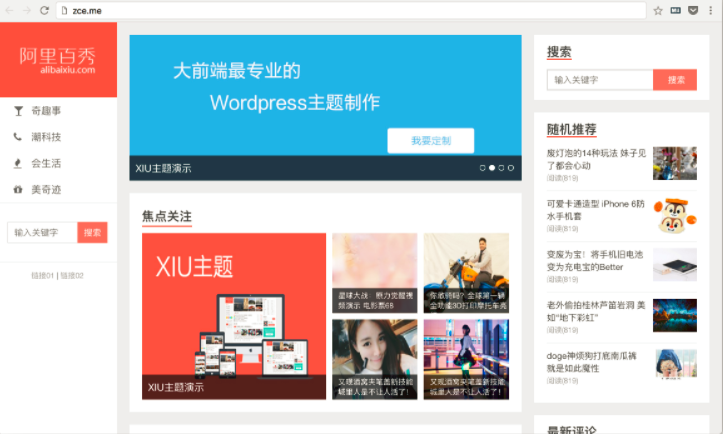 zce.me
阿里百秀
alibaixiu.com
奇趣事
潮科技
会生活
美奇迹
输入关键字
搜索
链接01 | 链接02
大前端最专业的
Wordpress主题制作
我要定制
XIU主题演示
焦点关注
XIU主题
XIU主题演示
星球大战：原力觉醒视
频演示 电影票68
你敢骑吗？全球第一辆
全功能3D打印摩托车亮
又现酒窝夹笔盖新技能
城里人是不让人活了！
又现酒窝夹笔盖新技能
城里人是不让人活了！
搜索
输入关键字
搜索
随机推荐
废灯泡的14种玩法 妹子见
了都会心动
阅读(819)
可爱卡通造型 iPhone 6防
水手机套
阅读(819)
变废为宝！将手机旧电池
变为充电宝的Better
阅读(819)
老外偷拍桂林芦笛岩洞 美
如“地下彩虹”
阅读(819)
doge神烦狗打底南瓜裤
就是如此魔性
阅读(819)
最新评论